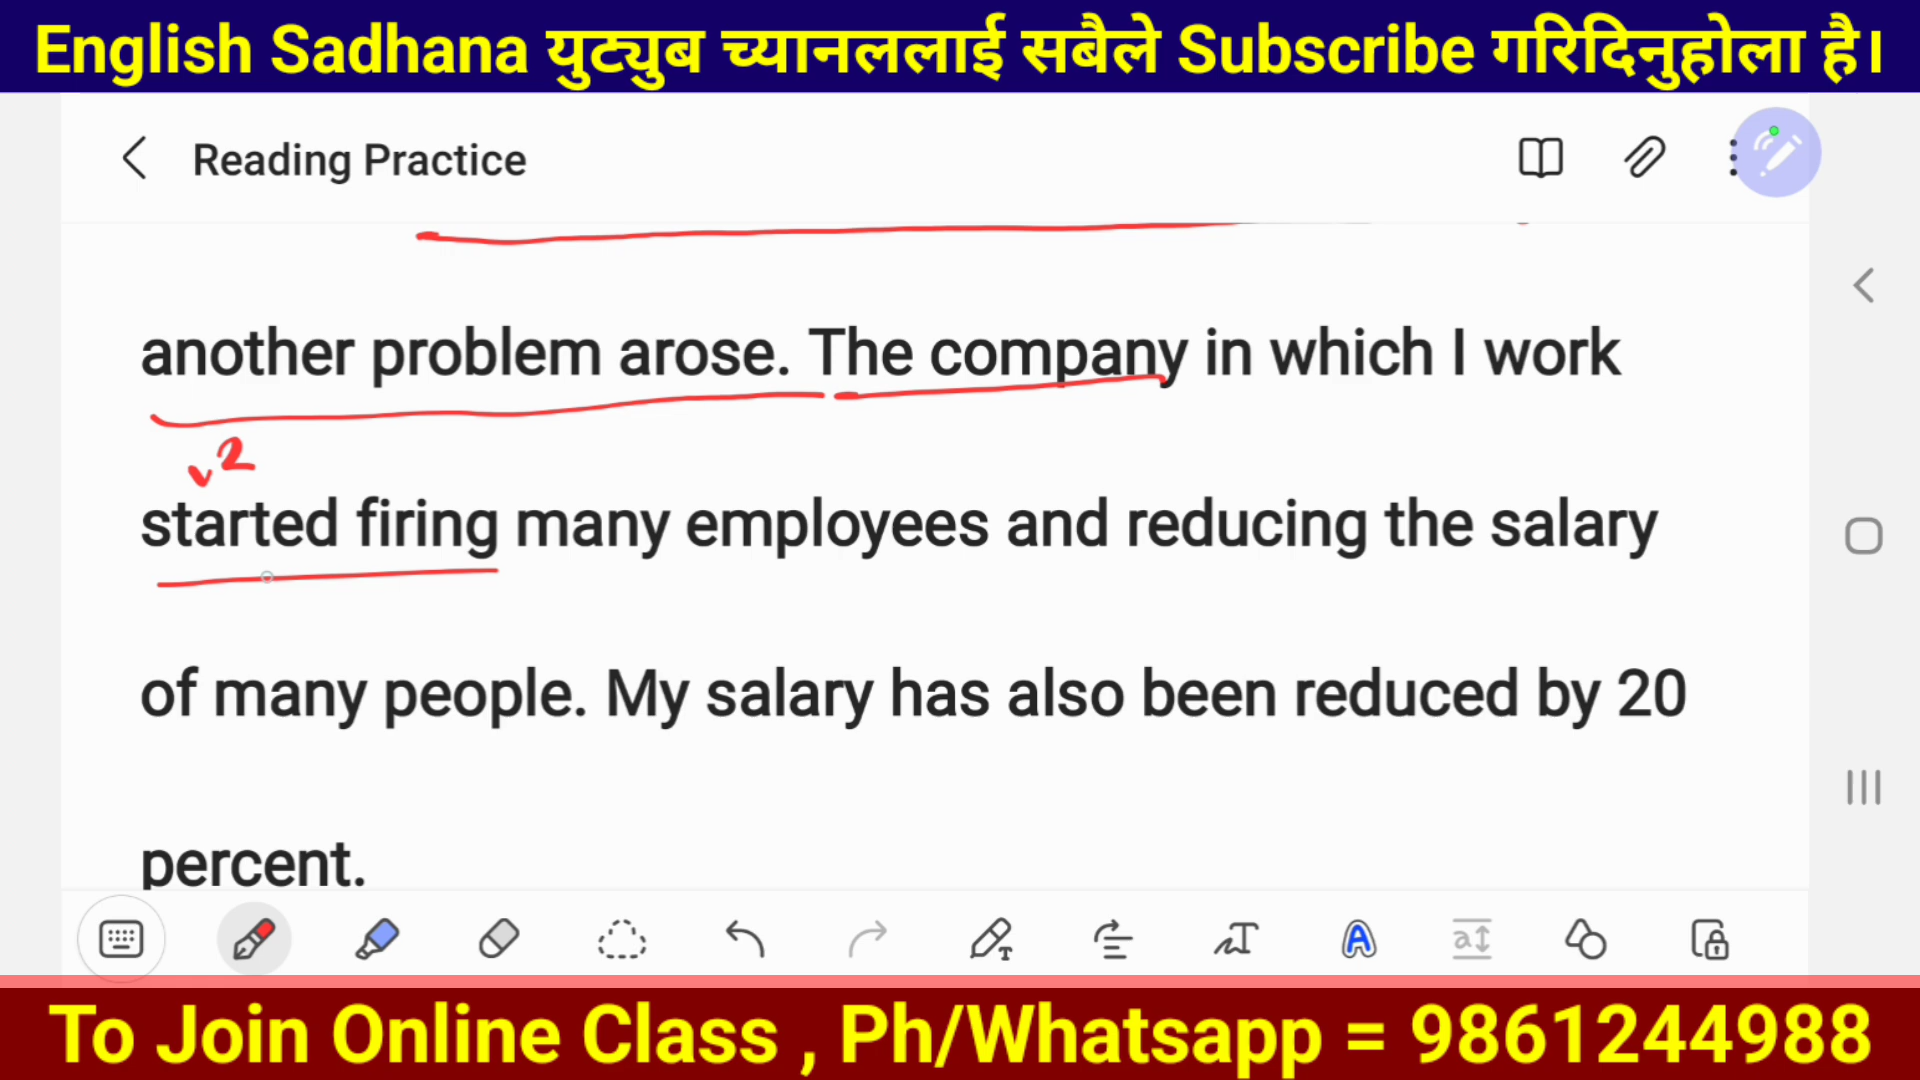 English Sadhana युट्युब च्यानललाई सबैले Subscribe गरिदिनुहोला है।
Reading Practice
another problem arose. The company in which I work
v2
started firing many employees and reducing the salary
of many people. My salary has also been reduced by 20
percent.
To Join Online Class , Ph/Whatsapp = 9861244988